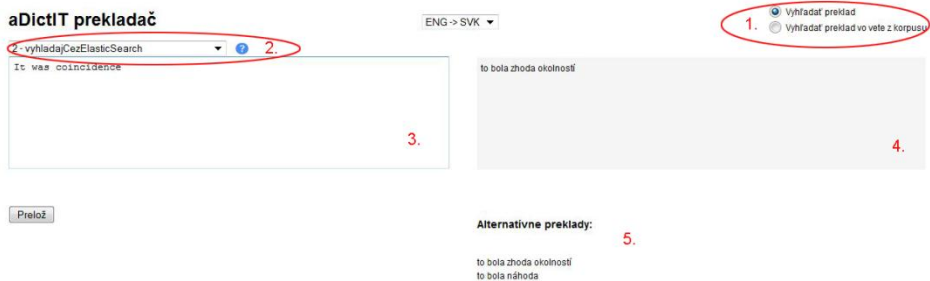 aDictIT prekladač
ENG -> SVK
1.
Vyhľadať preklad
Vyhľadať preklad vo vete z korpusu
2 - vyhladajCezElasticSearch
?
2.
It was coincidence
3.
to bola zhoda okolností
4.
Prelož
Alternatívne preklady:
5.
to bola zhoda okolností
to bola náhoda